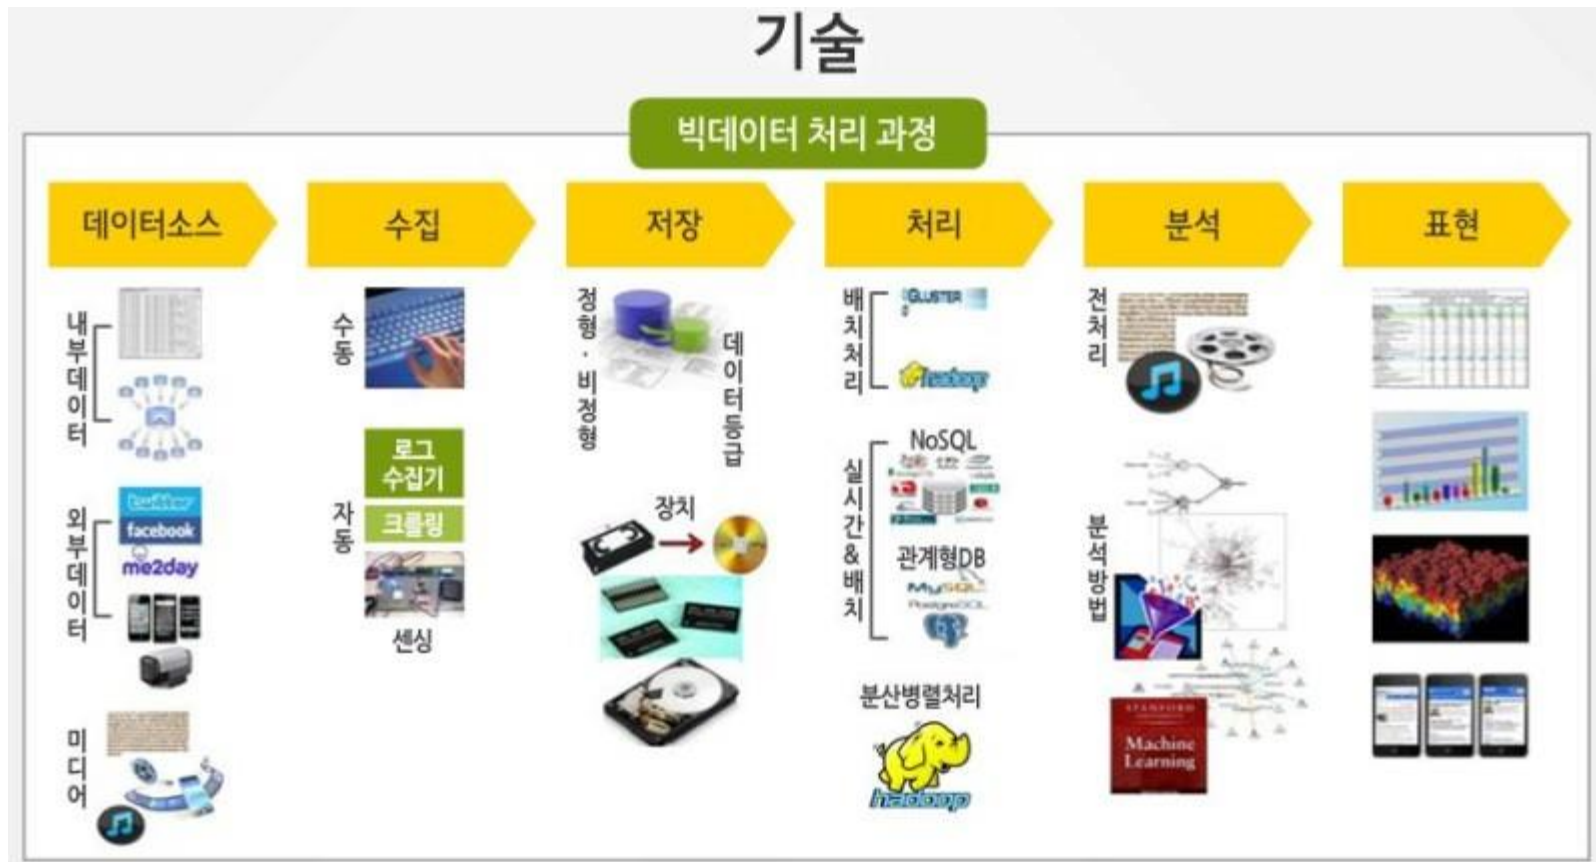 기술
빅데이터 처리 과정
데이터소스
수집
저장
처리
분석
표현
내부데이터
외부데이터
twitter
facebook
me2day
미디어
수동
자동
로그
수집기
크롤링
센싱
정형·비정형
데이터등급
장치
배치처리
GLUSTER
hadoop
실시간&배치
NoSQL
관계형DB
MySQL
PostgreSQL
분산병렬처리
hadoop
전처리
분석방법
STANFORD
Machine
Learning